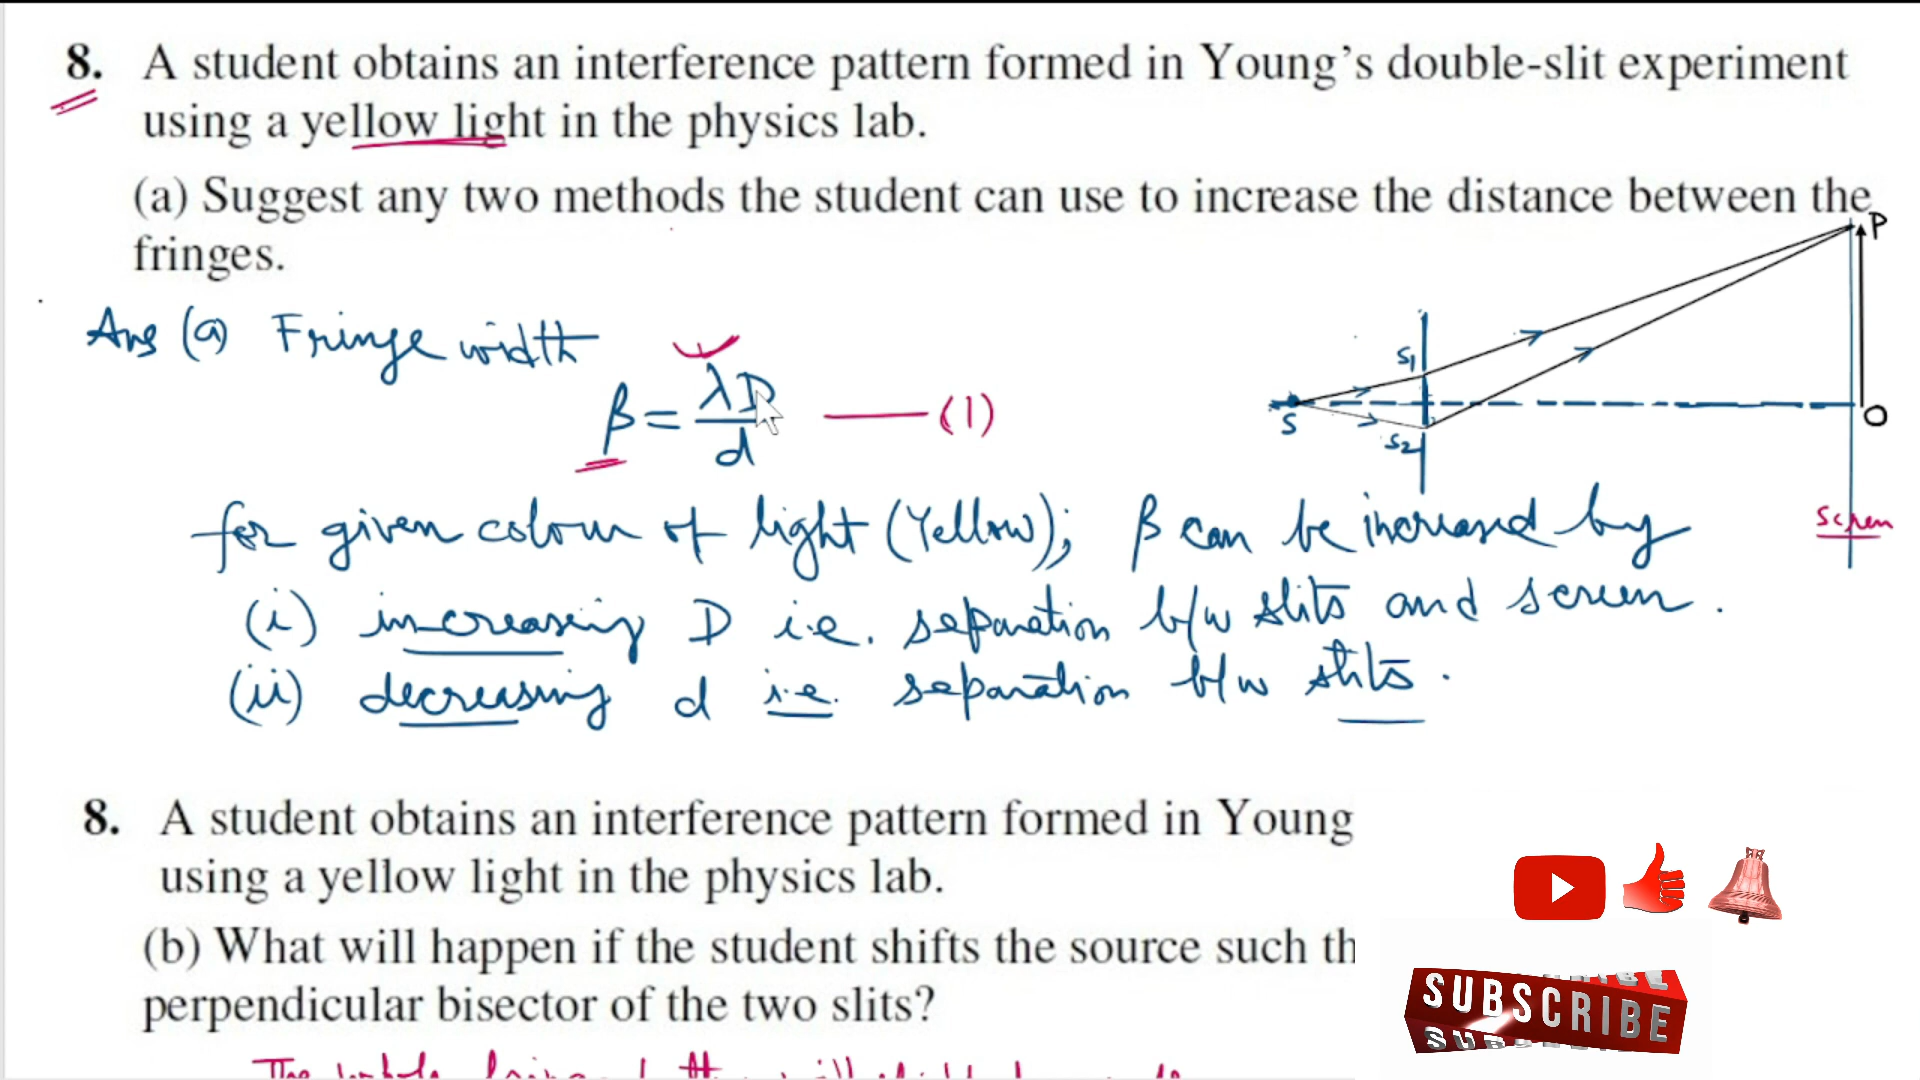 8. A student obtains an interference pattern formed in Young's double-slit experiment
using a yellow light in the physics lab.
(a) Suggest any two methods the student can use to increase the distance between the
fringes.
P
Ans (a) Fringe width
β = λD/d —— (1)
S1
S
S2
O
for given colour of light (Yellow); β can be increased by
Screen
(i) increasing D i.e. separation b/w slits and screen.
(ii) decreasing d i.e. separation b/w slits.
8. A student obtains an interference pattern formed in Young
using a yellow light in the physics lab.
(b) What will happen if the student shifts the source such th
perpendicular bisector of the two slits?
SUBSCRIBE
The whole